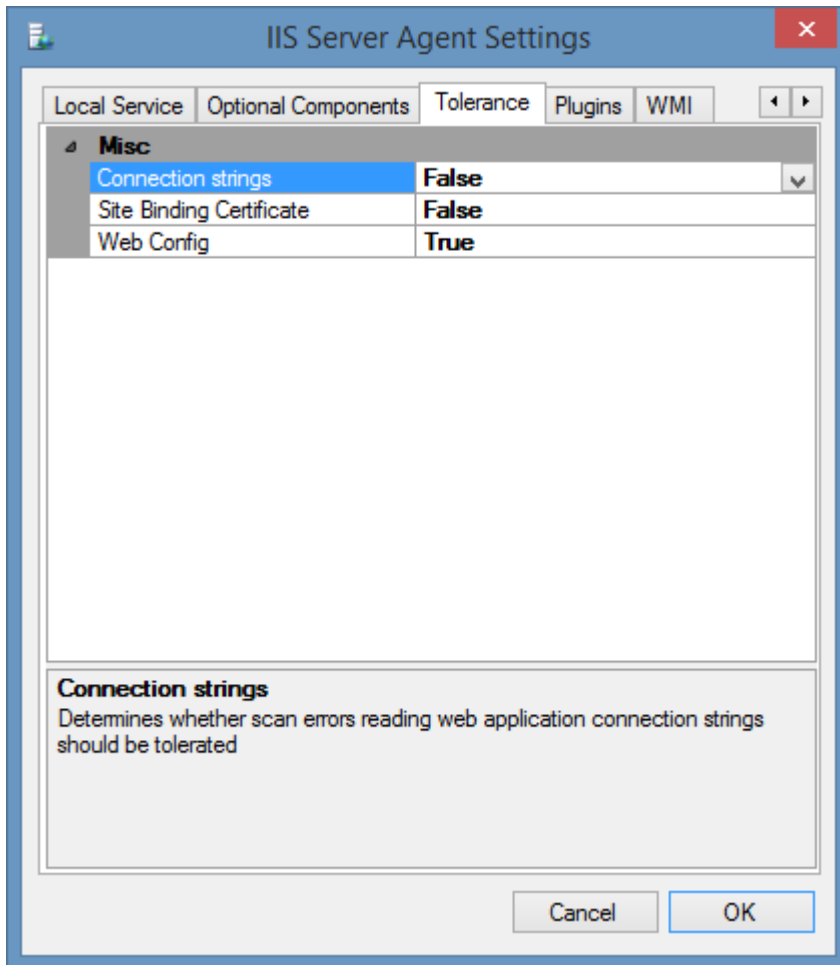 IIS Server Agent Settings
Local Service Optional Components Tolerance Plugins WMI
Misc
Connection strings False
Site Binding Certificate False
Web Config True
Connection strings
Determines whether scan errors reading web application connection strings
should be tolerated
Cancel OK